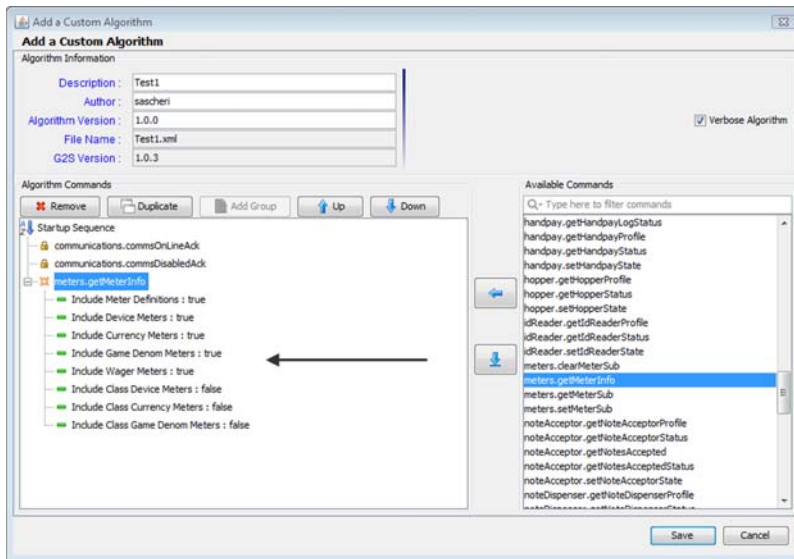 Add a Custom Algorithm
Add a Custom Algorithm
Algorithm Information
Description : Test1
Author : sascheri
Algorithm Version : 1.0.0
File Name : Test1.xml
G2S Version : 1.0.3
Verbose Algorithm
Algorithm Commands
Remove Duplicate Add Group Up Down
Startup Sequence
communications.commsOnLineAck
communications.commsDisabledAck
meters.getMeterInfo
Include Meter Definitions : true
Include Device Meters : true
Include Currency Meters : true
Include Game Denom Meters : true
Include Wager Meters : true
Include Class Device Meters : false
Include Class Currency Meters : false
Include Class Game Denom Meters : false
Available Commands
Type here to filter commands
handpay.getHandpayLogStatus
handpay.getHandpayProfile
handpay.getHandpayStatus
handpay.setHandpayState
hopper.getHopperProfile
hopper.getHopperStatus
hopper.setHopperState
idReader.getIdReaderProfile
idReader.getIdReaderStatus
idReader.setIdReaderState
meters.clearMeterSub
meters.getMeterInfo
meters.getMeterSub
meters.setMeterSub
noteAcceptor.getNoteAcceptorProfile
noteAcceptor.getNoteAcceptorStatus
noteAcceptor.getNotesAccepted
noteAcceptor.getNotesAcceptedStatus
noteAcceptor.setNoteAcceptorState
noteDispenser.getNoteDispenserProfile
Save Cancel